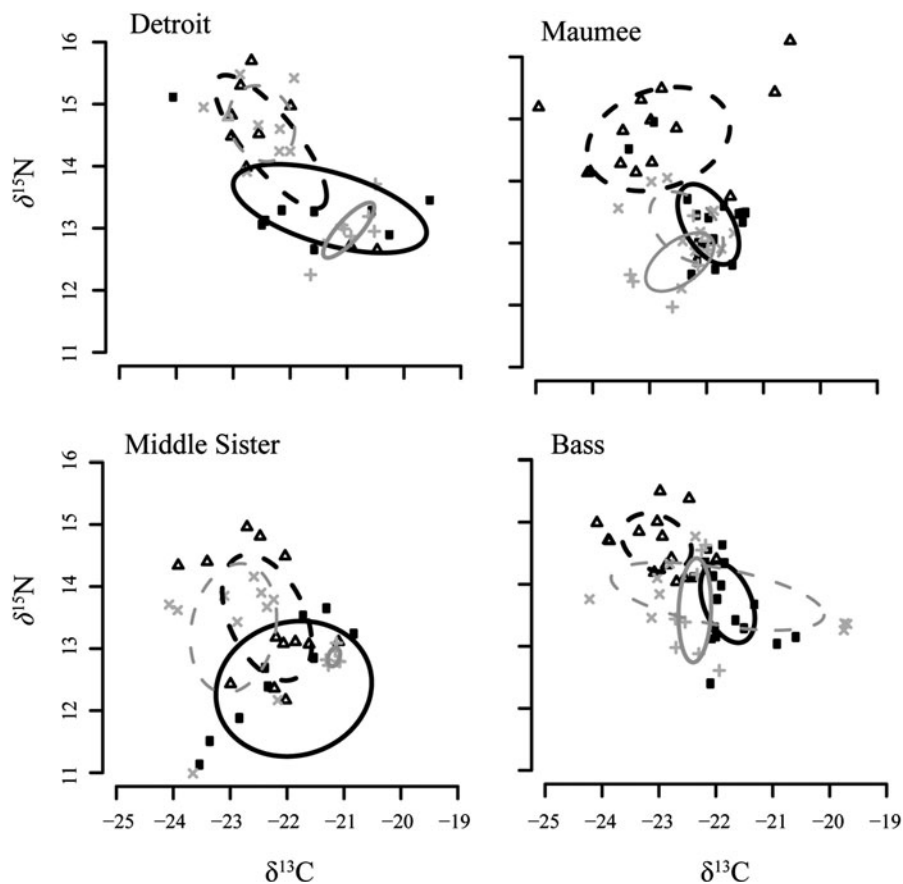 Detroit
Maumee
16
15
14
13
12
11
δ¹⁵N
Middle Sister
Bass
16
15
14
13
12
11
δ¹⁵N
−25 −24 −23 −22 −21 −20 −19
−25 −24 −23 −22 −21 −20 −19
δ¹³C
δ¹³C